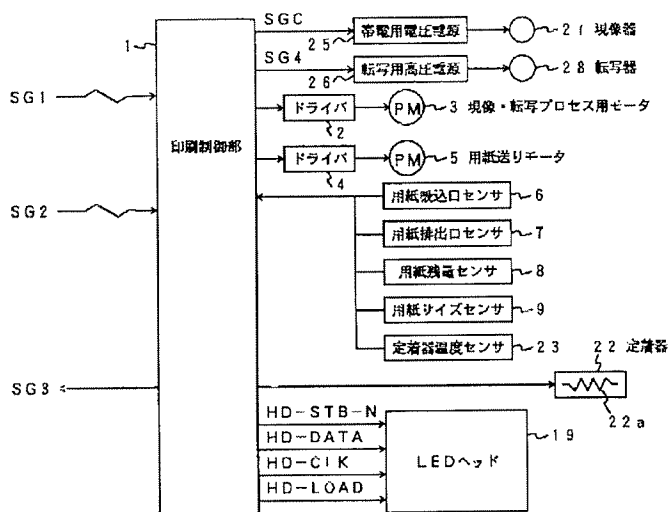 SGC
帯電用電圧電源
25
27 現像器
1
SG4
転写用高圧電源
26
28 転写器
SG1
ドライバ
2
PM
3 現像・転写プロセス用モータ
印刷制御部
ドライバ
4
PM
5 用紙送りモータ
SG2
用紙吸込口センサ
6
用紙排出口センサ
7
用紙残量センサ
8
用紙サイズセンサ
9
定着器温度センサ
23
22 定着器
22a
SG3
HD-STB-N
19
HD-DATA
LEDヘッド
HD-CLK
HD-LOAD